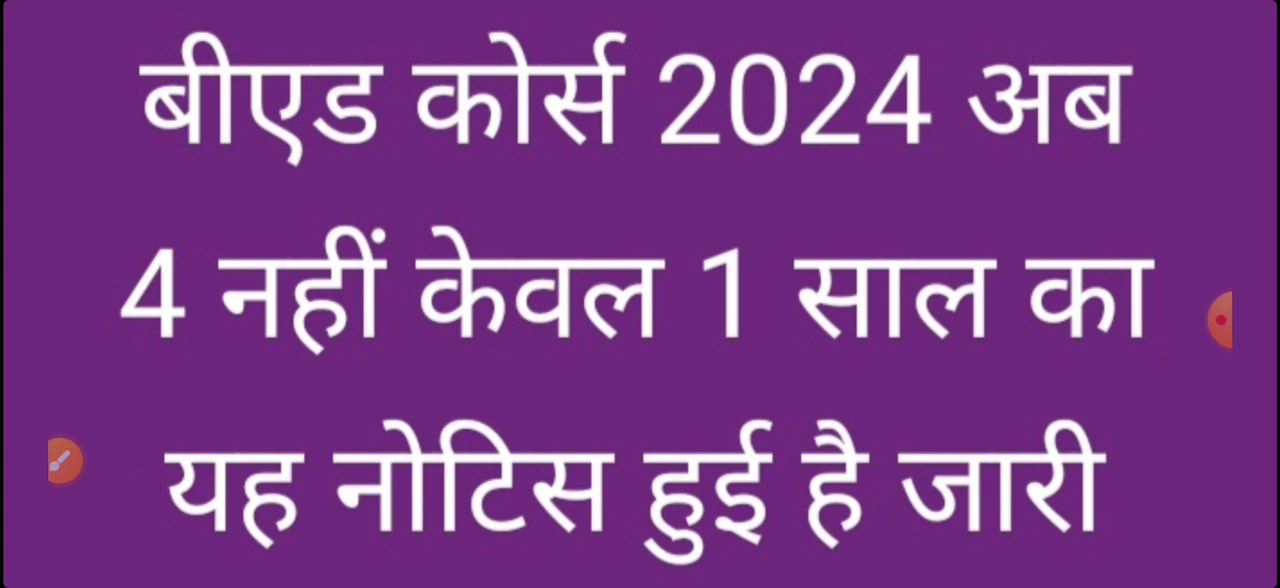 बीएड कोर्स 2024 अब
4 नहीं केवल 1 साल का
यह नोटिस हुई है जारी